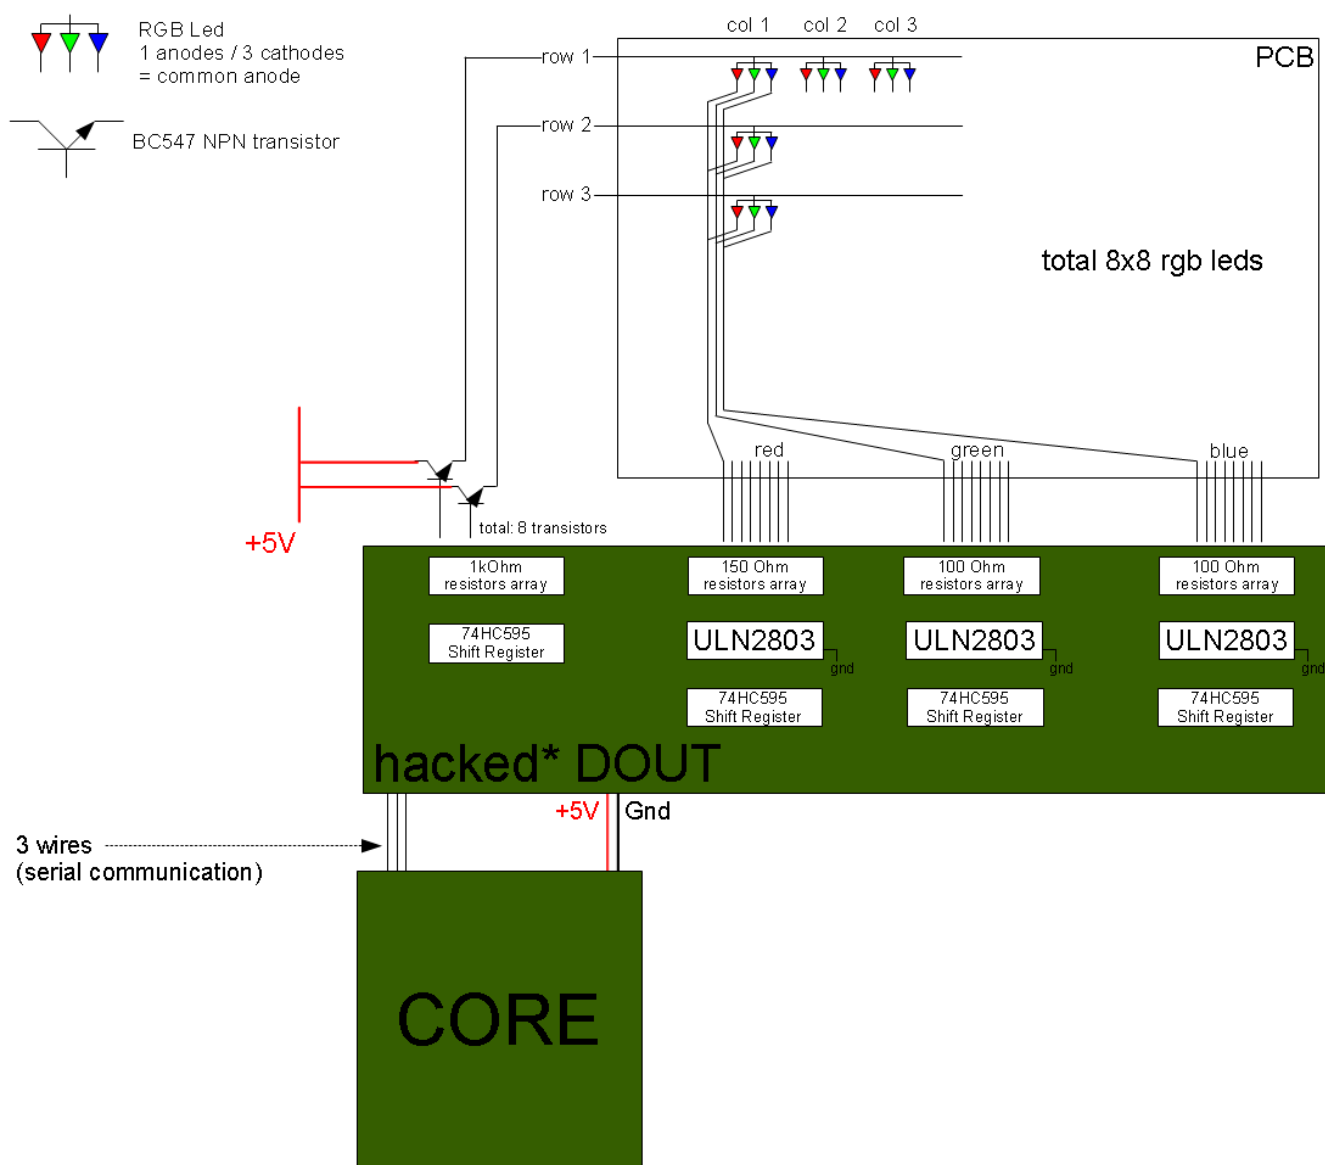 RGB Led
1 anodes / 3 cathodes
= common anode
BC547 NPN transistor
col 1 col 2 col 3
PCB
row 1
row 2
row 3
total 8x8 rgb leds
red green blue
+5V
total: 8 transistors
1kOhm
resistors array
150 Ohm
resistors array
100 Ohm
resistors array
100 Ohm
resistors array
74HC595
Shift Register
ULN2803
gnd
ULN2803
gnd
ULN2803
gnd
74HC595
Shift Register
74HC595
Shift Register
74HC595
Shift Register
hacked* DOUT
+5V Gnd
3 wires
(serial communication)
CORE